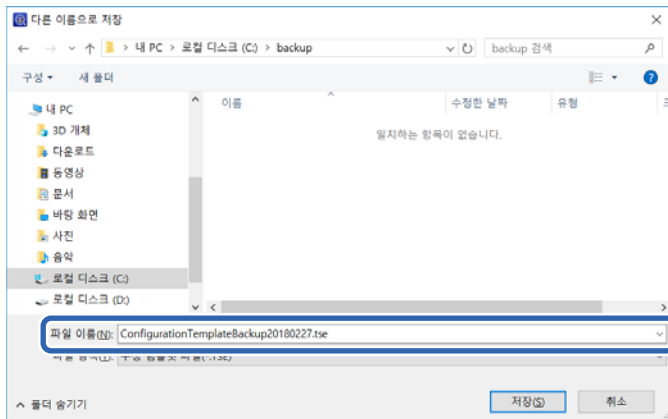 다른 이름으로 저장
내 PC > 로컬 디스크 (C:) > backup
backup 검색
구성
새 폴더
이름
수정한 날짜
유형
일치하는 항목이 없습니다.
내 PC
3D 개체
다운로드
동영상
문서
바탕 화면
사진
음악
로컬 디스크 (C:)
로컬 디스크 (D:)
파일 이름(N): ConfigurationTemplateBackup20180227.tse
폴더 숨기기
저장(S)
취소